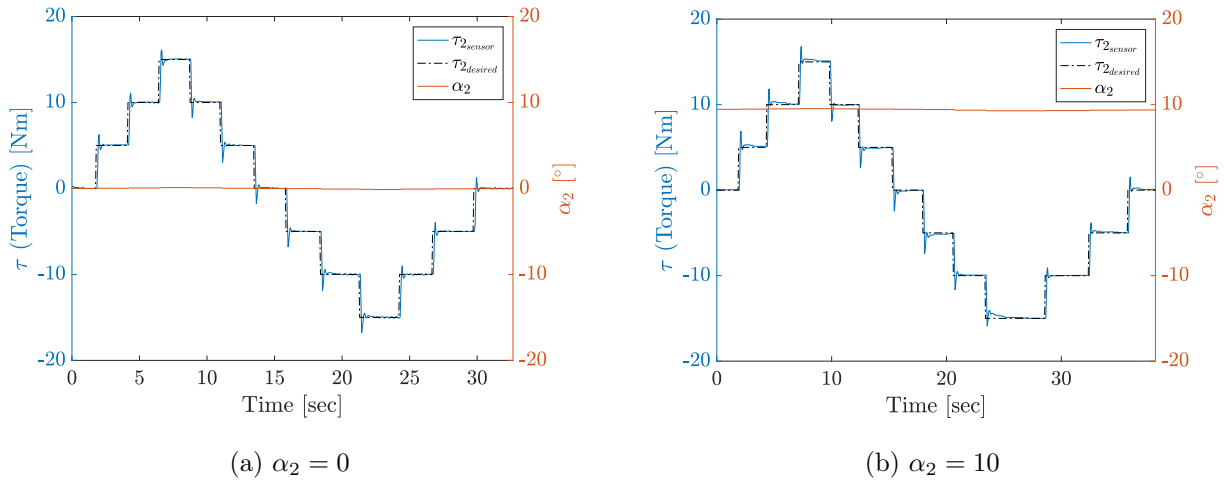 20
10
0
-10
-20
τ (Torque) [Nm]
0 5 10 15 20 25 30
Time [sec]
20
10
0
-10
-20
α₂ [°]
τ₂sensor
τ₂desired
α₂
(a) α₂ = 0
20
10
0
-10
-20
τ (Torque) [Nm]
0 10 20 30
Time [sec]
20
10
0
-10
-20
α₂ [°]
τ₂sensor
τ₂desired
α₂
(b) α₂ = 10